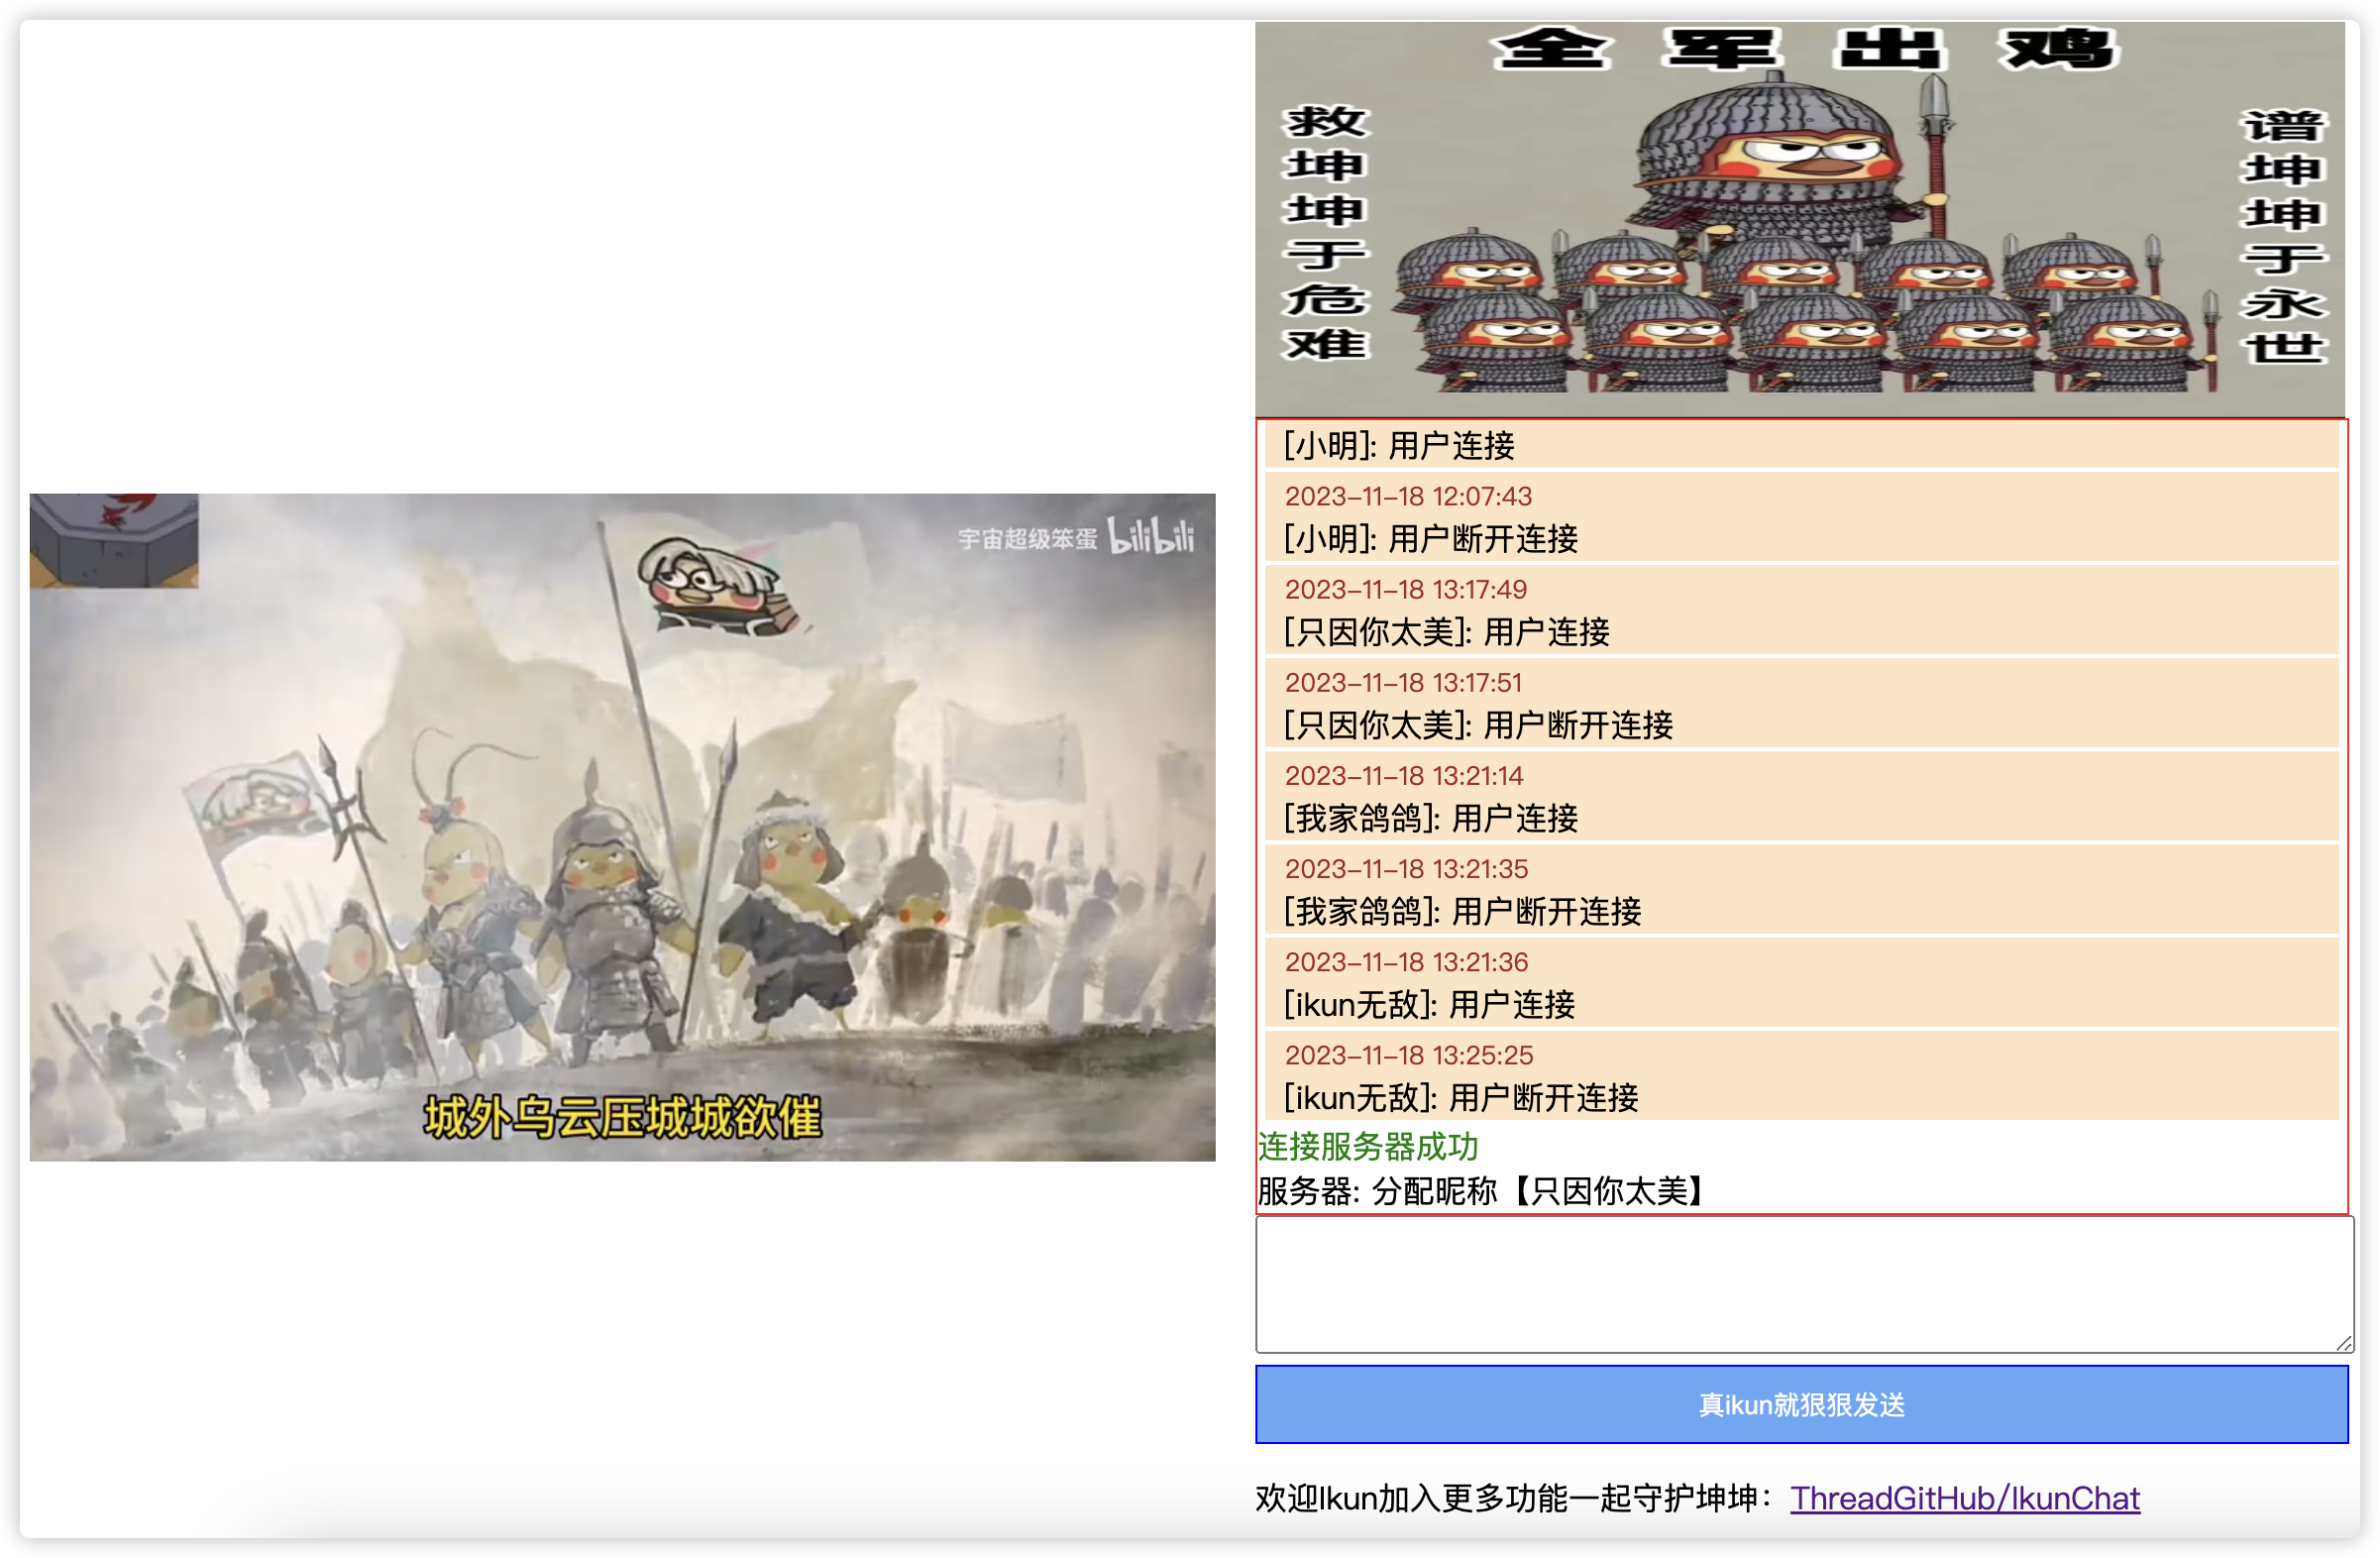 宇宙超级笨蛋 bilibili
城外乌云压城城欲催
全军出鸡
救坤坤于危难
谱坤坤于永世
[小明]: 用户连接
2023-11-18 12:07:43
[小明]: 用户断开连接
2023-11-18 13:17:49
[只因你太美]: 用户连接
2023-11-18 13:17:51
[只因你太美]: 用户断开连接
2023-11-18 13:21:14
[我家鸽鸽]: 用户连接
2023-11-18 13:21:35
[我家鸽鸽]: 用户断开连接
2023-11-18 13:21:36
[ikun无敌]: 用户连接
2023-11-18 13:25:25
[ikun无敌]: 用户断开连接
连接服务器成功
服务器: 分配昵称【只因你太美】
真ikun就狠狠发送
欢迎Ikun加入更多功能一起守护坤坤：ThreadGitHub/IkunChat